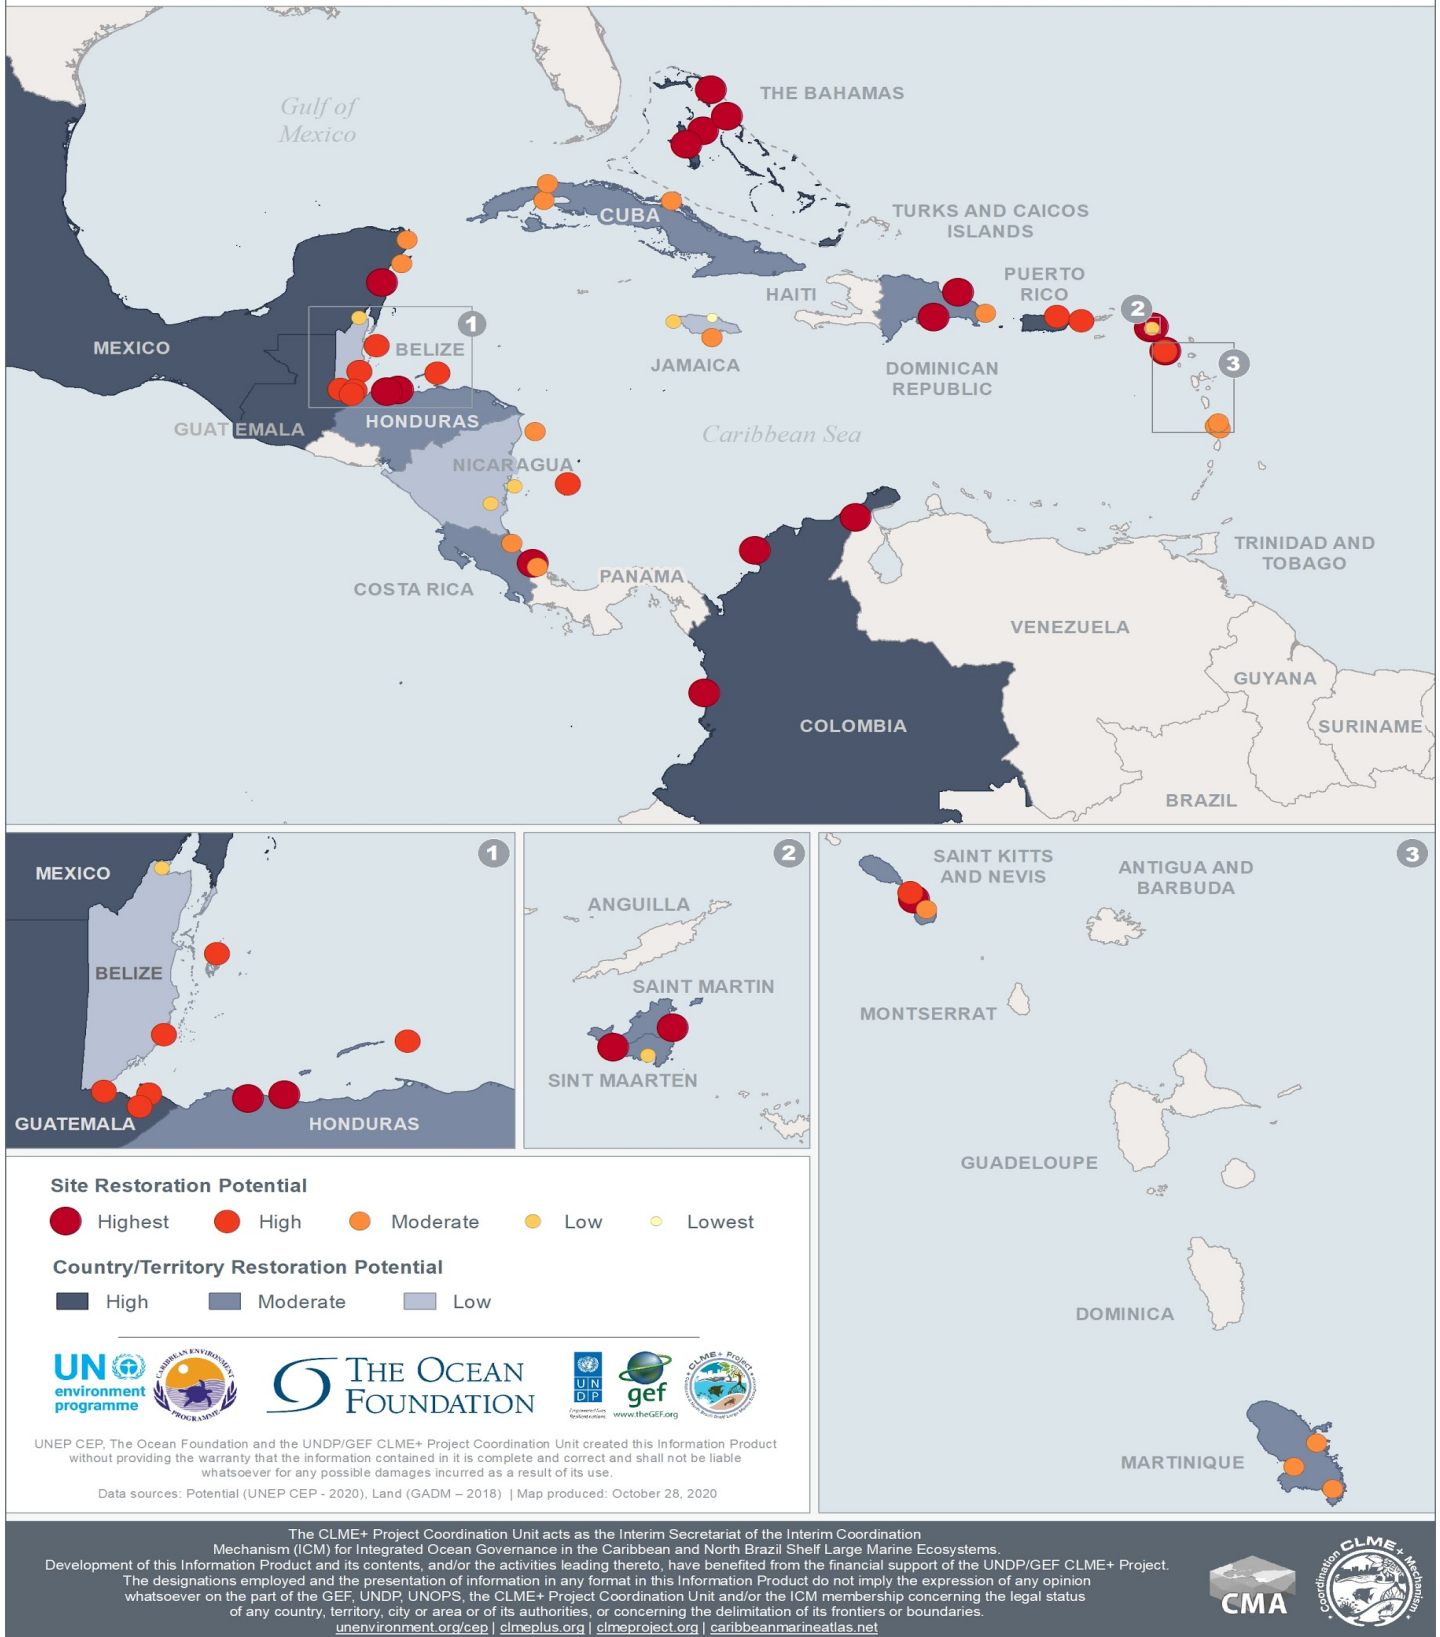 Gulf of
Mexico
THE BAHAMAS
CUBA
TURKS AND CAICOS
ISLANDS
HAITI
PUERTO
RICO
2
1
MEXICO
BELIZE
JAMAICA
DOMINICAN
REPUBLIC
3
GUATEMALA
HONDURAS
Caribbean Sea
NICARAGUA
TRINIDAD AND
TOBAGO
COSTA RICA
PANAMA
VENEZUELA
GUYANA
COLOMBIA
SURINAME
BRAZIL
1
MEXICO
BELIZE
GUATEMALA
HONDURAS
2
ANGUILLA
SAINT MARTIN
SINT MAARTEN
3
SAINT KITTS
AND NEVIS
ANTIGUA AND
BARBUDA
MONTSERRAT
GUADELOUPE
DOMINICA
MARTINIQUE
Site Restoration Potential
Highest High Moderate Low Lowest
Country/Territory Restoration Potential
High Moderate Low
UN
environment
programme
CARIBBEAN ENVIRONMENT
PROGRAMME
THE OCEAN
FOUNDATION
U N
D P
gef
www.theGEF.org
CLME+ Project
UNEP CEP, The Ocean Foundation and the UNDP/GEF CLME+ Project Coordination Unit created this Information Product
without providing the warranty that the information contained in it is complete and correct and shall not be liable
whatsoever for any possible damages incurred as a result of its use.
Data sources: Potential (UNEP CEP - 2020), Land (GADM – 2018) | Map produced: October 28, 2020
The CLME+ Project Coordination Unit acts as the Interim Secretariat of the Interim Coordination
Mechanism (ICM) for Integrated Ocean Governance in the Caribbean and North Brazil Shelf Large Marine Ecosystems.
Development of this Information Product and its contents, and/or the activities leading thereto, have benefited from the financial support of the UNDP/GEF CLME+ Project.
The designations employed and the presentation of information in any format in this Information Product do not imply the expression of any opinion
whatsoever on the part of the GEF, UNDP, UNOPS, the CLME+ Project Coordination Unit and/or the ICM membership concerning the legal status
of any country, territory, city or area or of its authorities, or concerning the delimitation of its frontiers or boundaries.
unenvironment.org/cep | clmeplus.org | clmeproject.org | caribbeanmarineatlas.net
CMA
CLME+
Coordination Mechanism